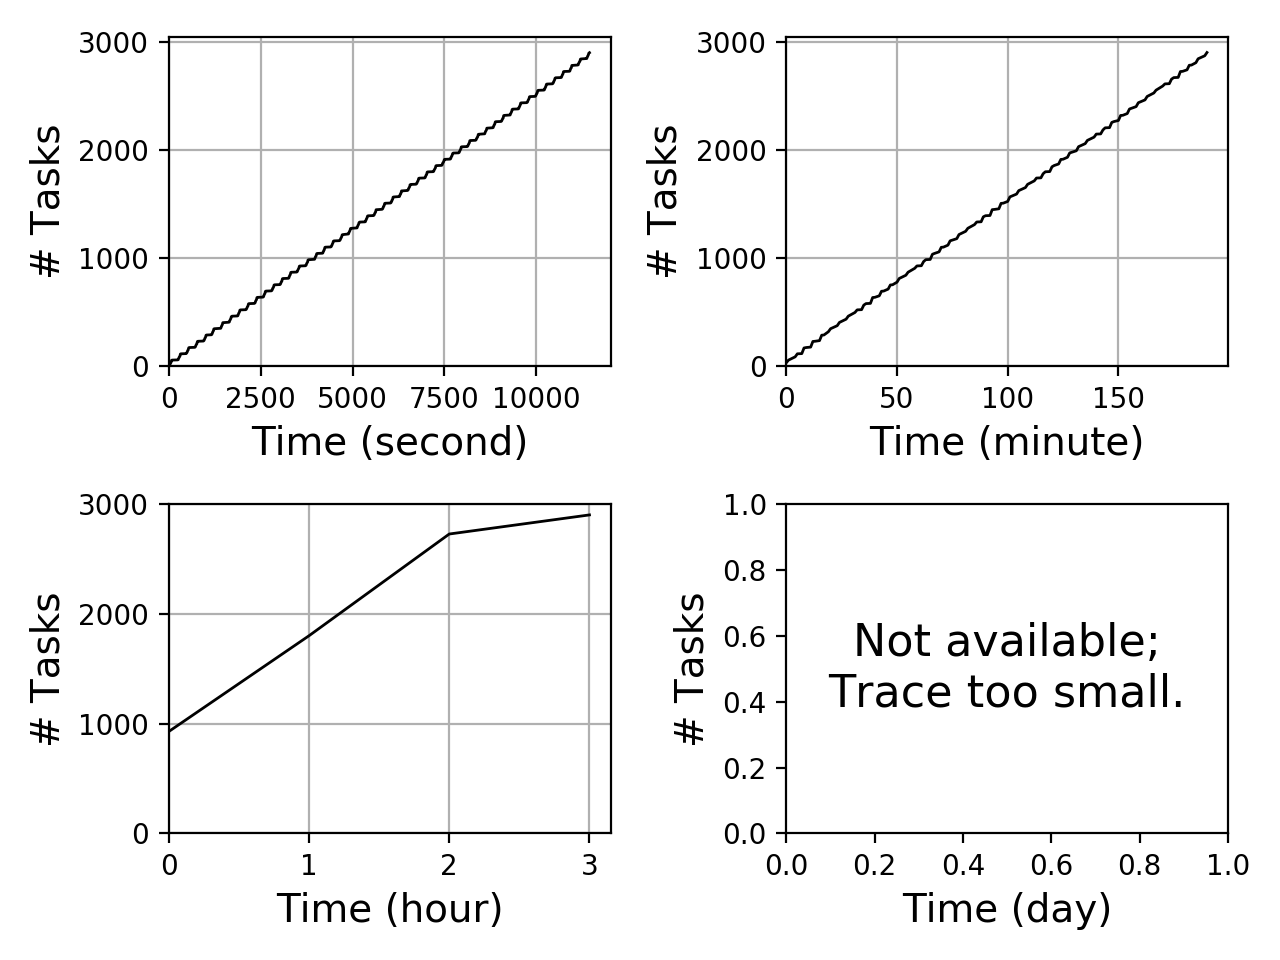 3000
2000
1000
0
# Tasks
0 2500 5000 7500 10000
Time (second)
3000
2000
1000
0
# Tasks
0 50 100 150
Time (minute)
3000
2000
1000
0
# Tasks
0 1 2 3
Time (hour)
1.0
0.8
0.6
0.4
0.2
0.0
# Tasks
Not available;
Trace too small.
0.0 0.2 0.4 0.6 0.8 1.0
Time (day)